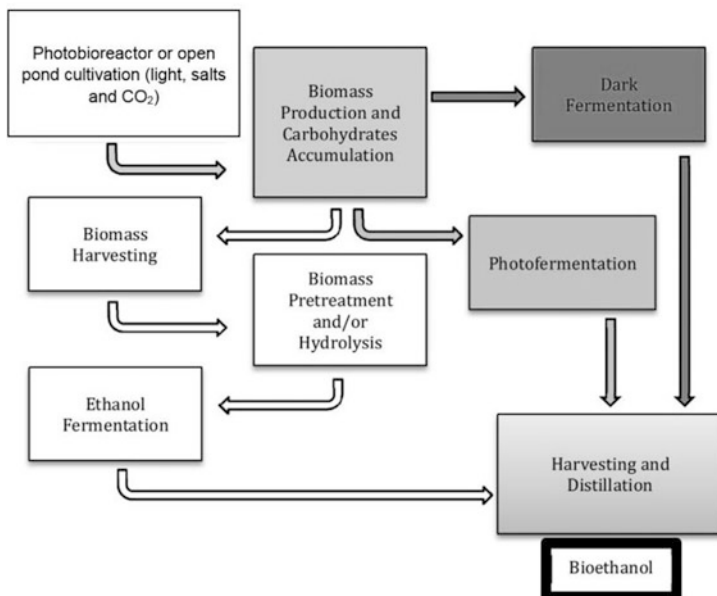 Photobioreactor or open
pond cultivation (light, salts
and CO₂)
Biomass
Production and
Carbohydrates
Accumulation
Dark
Fermentation
Biomass
Harvesting
Biomass
Pretreatment
and/or
Hydrolysis
Photofermentation
Ethanol
Fermentation
Harvesting and
Distillation
Bioethanol